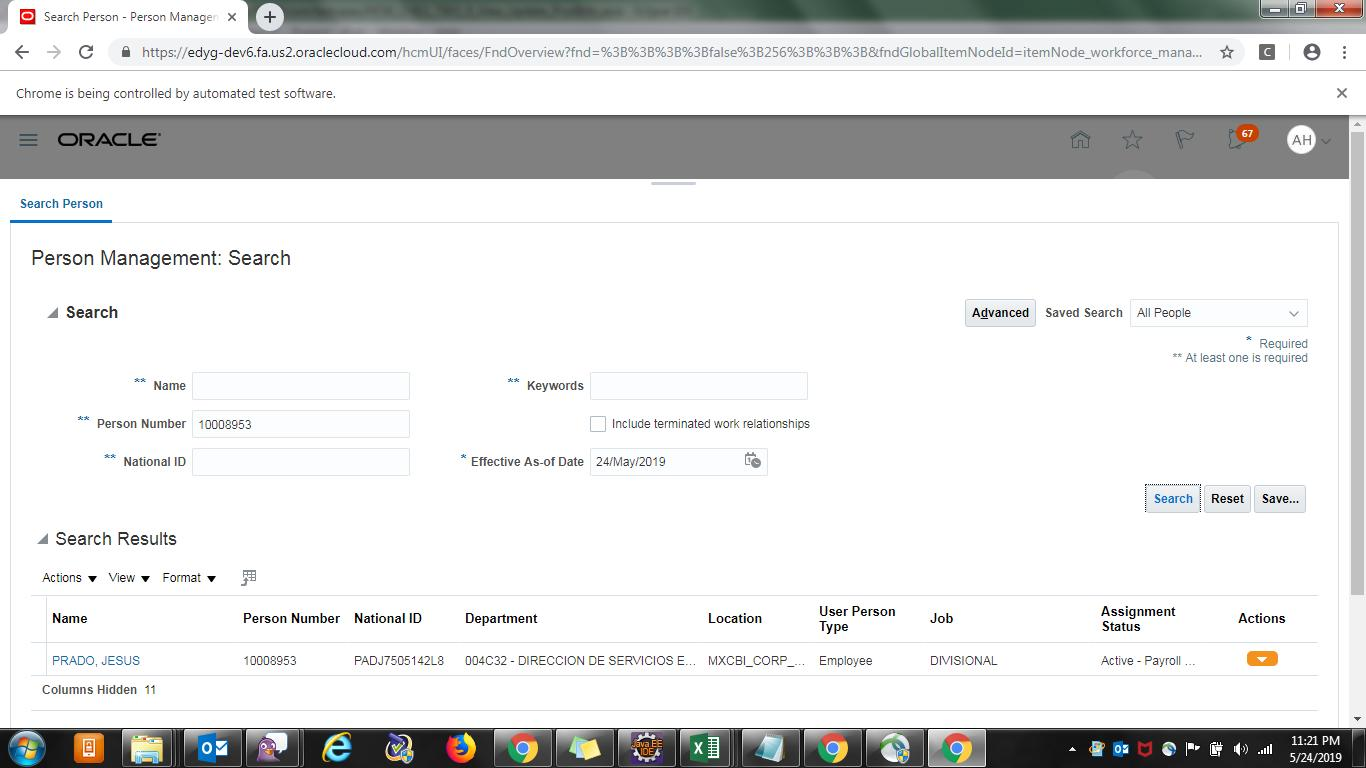 Search Person - Person Managen
https://edyg-dev6.fa.us2.oraclecloud.com/hcmUI/faces/FndOverview?fnd=%3B%3B%3B%3Bfalse%3B256%3B%3B%3B&fndGlobalItemNodeId=itemNode_workforce_mana...
C
Chrome is being controlled by automated test software.
ORACLE
67
AH
Search Person
Person Management: Search
Search
Advanced Saved Search All People
* Required
** At least one is required
** Name
** Keywords
** Person Number 10008953
Include terminated work relationships
** National ID
* Effective As-of Date 24/May/2019
Search Reset Save...
Search Results
Actions View Format
Name Person Number National ID Department Location User Person Type Job Assignment Status Actions
PRADO, JESUS 10008953 PADJ7505142L8 004C32 - DIRECCION DE SERVICIOS E... MXCBI_CORP_... Employee DIVISIONAL Active - Payroll ...
Columns Hidden 11
Java EE
IDE
11:21 PM
5/24/2019